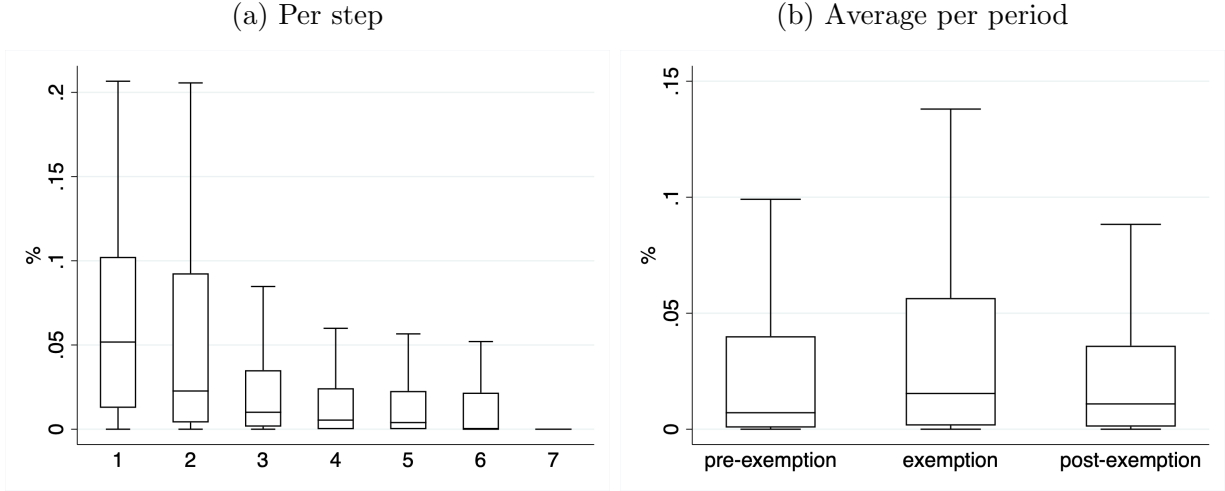 (a) Per step
(b) Average per period
%
.2
.15
.1
.05
0
1 2 3 4 5 6 7
%
.15
.1
.05
0
pre-exemption exemption post-exemption